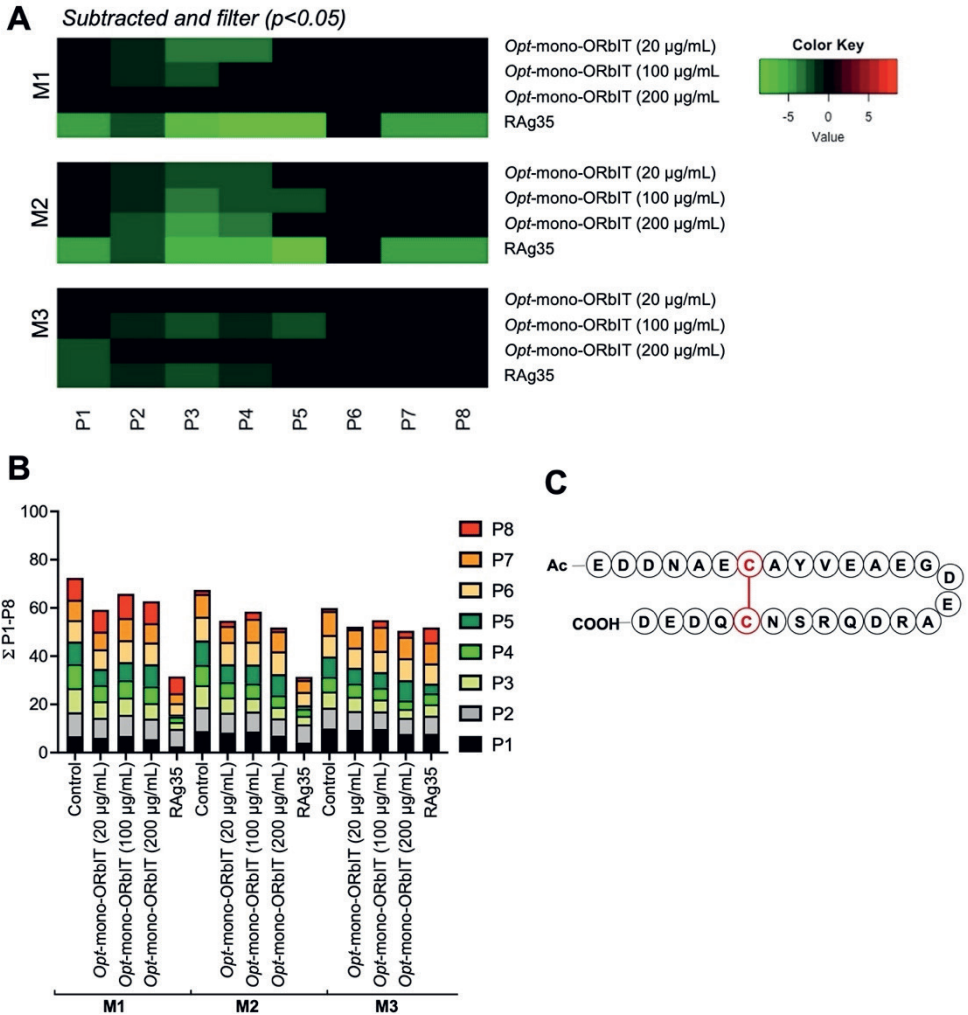 A
Subtracted and filter (p<0.05)
M1
Opt-mono-ORbIT (20 µg/mL)
Opt-mono-ORbIT (100 µg/mL
Opt-mono-ORbIT (200 µg/mL
RAg35
Color Key
-5 0 5
Value
M2
Opt-mono-ORbIT (20 µg/mL)
Opt-mono-ORbIT (100 µg/mL)
Opt-mono-ORbIT (200 µg/mL)
RAg35
M3
Opt-mono-ORbIT (20 µg/mL)
Opt-mono-ORbIT (100 µg/mL)
Opt-mono-ORbIT (200 µg/mL)
RAg35
P1 P2 P3 P4 P5 P6 P7 P8
B
Σ P1-P8
100
80
60
40
20
0
P8
P7
P6
P5
P4
P3
P2
P1
Control
Opt-mono-ORbIT (20 µg/mL)
Opt-mono-ORbIT (100 µg/mL)
Opt-mono-ORbIT (200 µg/mL)
RAg35
Control
Opt-mono-ORbIT (20 µg/mL)
Opt-mono-ORbIT (100 µg/mL)
Opt-mono-ORbIT (200 µg/mL)
RAg35
Control
Opt-mono-ORbIT (20 µg/mL)
Opt-mono-ORbIT (100 µg/mL)
Opt-mono-ORbIT (200 µg/mL)
RAg35
M1 M2 M3
C
Ac E D D N A E C A Y V E A E G
D
E
COOH D E D Q C N S R Q D R A